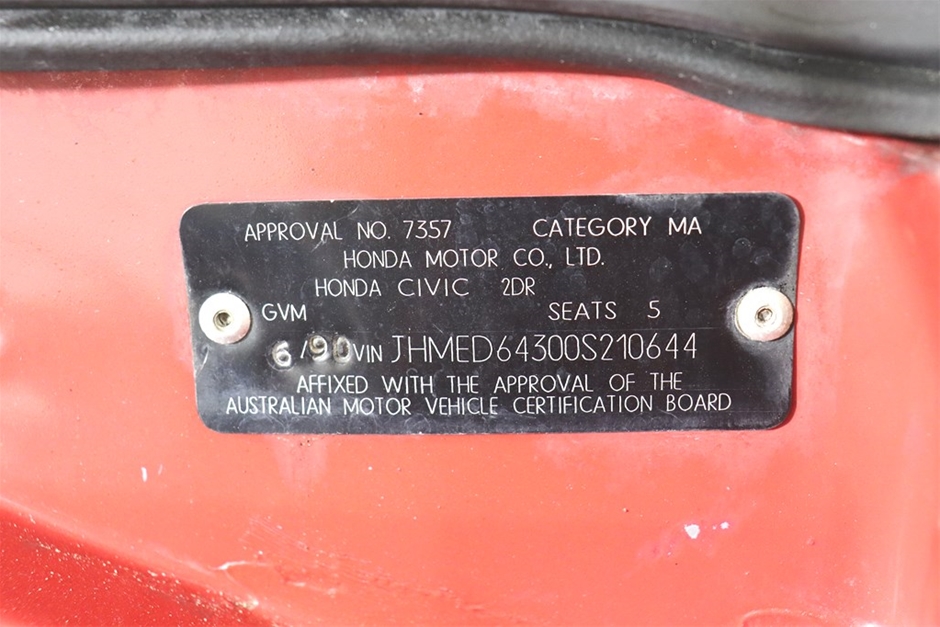 APPROVAL NO. 7357 CATEGORY MA
HONDA MOTOR CO., LTD.
HONDA CIVIC 2DR
GVM SEATS 5
6/90 VIN JHMED64300S210644
AFFIXED WITH THE APPROVAL OF THE
AUSTRALIAN MOTOR VEHICLE CERTIFICATION BOARD